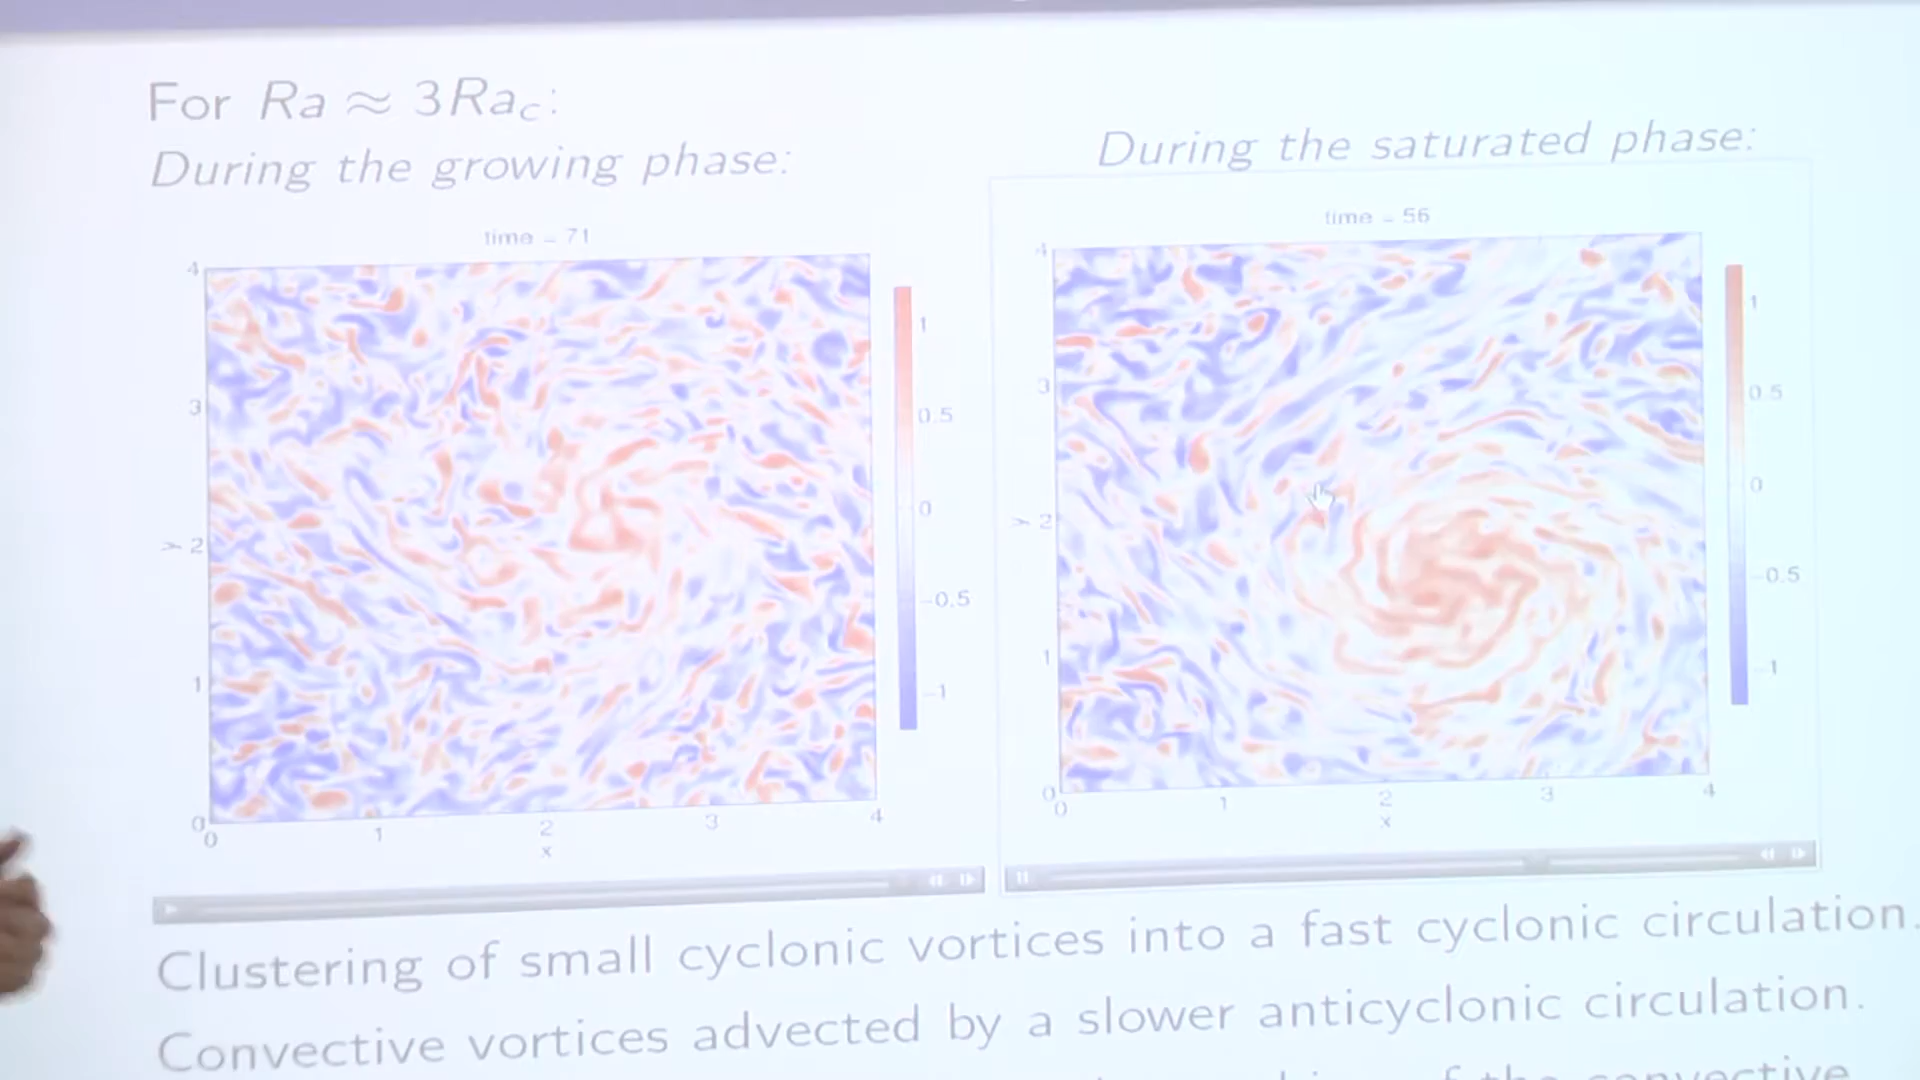 For Ra ≈ 3Ra_c:
During the growing phase:
During the saturated phase:
time = 71
4
3
y 2
1
0
0 1 2 3 4
x
1
0.5
0
-0.5
-1
time = 56
4
3
y 2
1
0
0 1 2 3 4
x
1
0.5
0
-0.5
-1
Clustering of small cyclonic vortices into a fast cyclonic circulation.
Convective vortices advected by a slower anticyclonic circulation.
of the convective